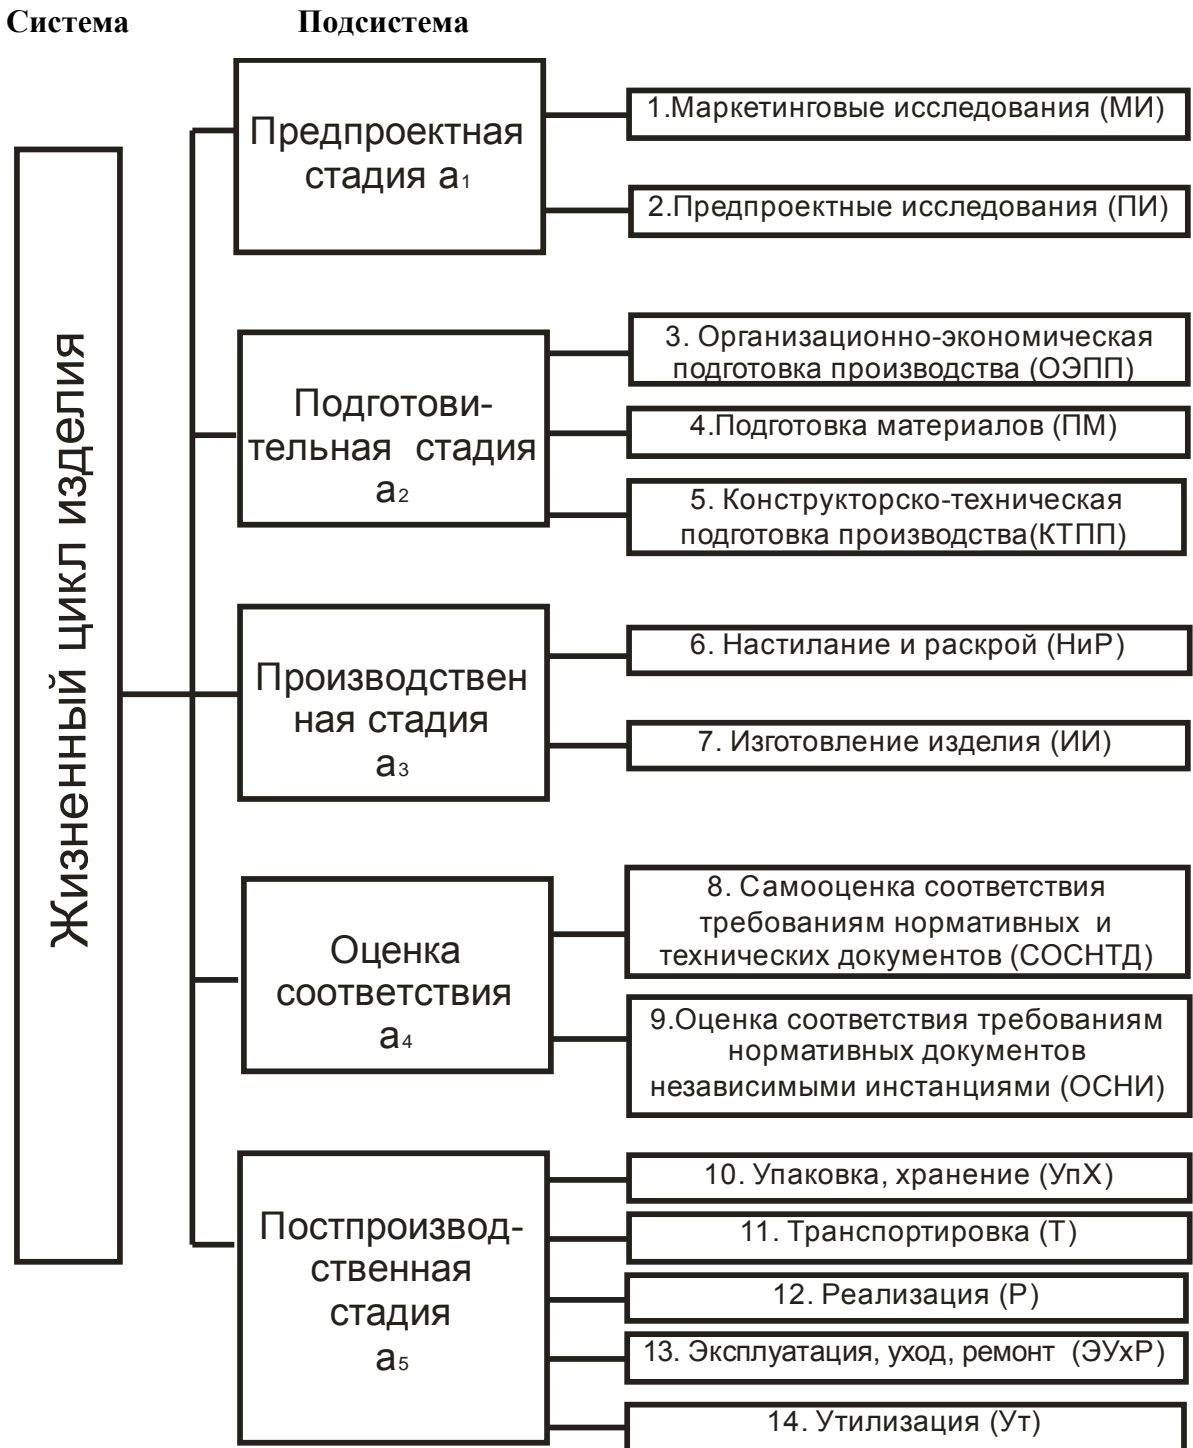 Система
Подсистема
Жизненный цикл изделия
Предпроектная
стадия а₁
1.Маркетинговые исследования (МИ)
2.Предпроектные исследования (ПИ)
Подготови-
тельная стадия
а₂
3. Организационно-экономическая
подготовка производства (ОЭПП)
4.Подготовка материалов (ПМ)
5. Конструкторско-техническая
подготовка производства(КТПП)
Производствен
ная стадия
а₃
6. Настилание и раскрой (НиР)
7. Изготовление изделия (ИИ)
Оценка
соответствия
а₄
8. Самооценка соответствия
требованиям нормативных и
технических документов (СОСНТД)
9.Оценка соответствия требованиям
нормативных документов
независимыми инстанциями (ОСНИ)
Постпроизвод-
ственная
стадия
а₅
10. Упаковка, хранение (УпХ)
11. Транспортировка (Т)
12. Реализация (Р)
13. Эксплуатация, уход, ремонт (ЭУхР)
14. Утилизация (Ут)